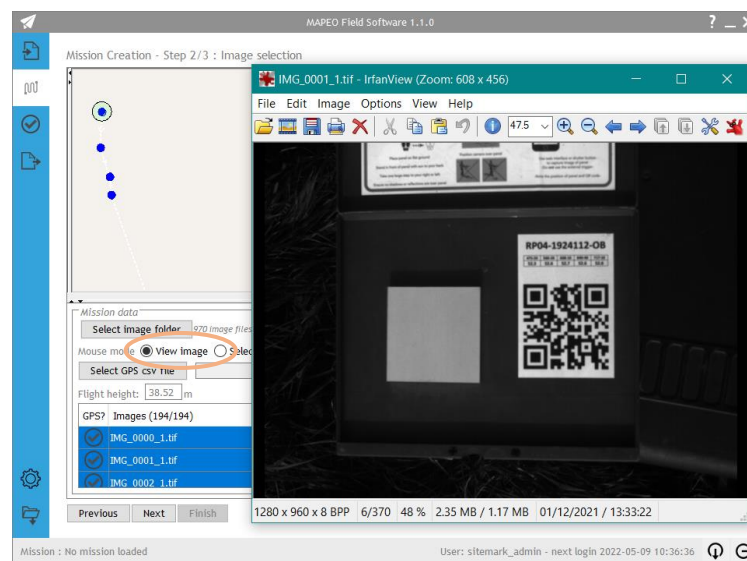 MAPEO Field Software 1.1.0
Mission Creation - Step 2/3 : Image selection
IMG_0001_1.tif - IrfanView (Zoom: 608 x 456)
File Edit Image Options View Help
47.5
RP04-1924112-OB
Mission data
Select image folder 970 image files
Mouse mode View image Selec
Select GPS csv file
Flight height: 38.52 m
GPS? Images (194/194)
IMG_0000_1.tif
IMG_0001_1.tif
IMG_0002_1.tif
Previous Next Finish
1280 x 960 x 8 BPP 6/370 48 % 2.35 MB / 1.17 MB 01/12/2021 / 13:33:22
Mission : No mission loaded
User: sitemark_admin - next login 2022-05-09 10:36:36